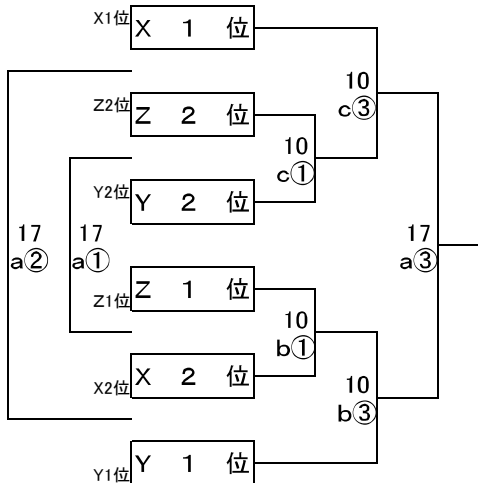 X1位 X 1 位
10
c③
Z2位 Z 2 位
10
c①
Y2位 Y 2 位
17 17 17
a② a① a③
Z1位 Z 1 位
10
b①
X2位 X 2 位
10
b③
Y1位 Y 1 位